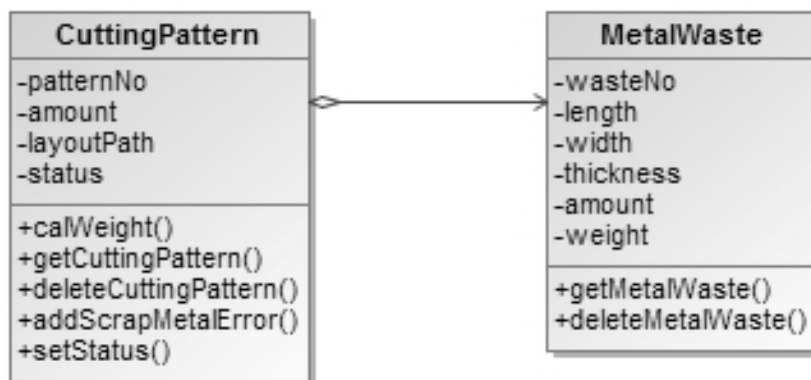 CuttingPattern
-patternNo
-amount
-layoutPath
-status
+calWeight()
+getCuttingPattern()
+deleteCuttingPattern()
+addScrapMetalError()
+setStatus()
MetalWaste
-wasteNo
-length
-width
-thickness
-amount
-weight
+getMetalWaste()
+deleteMetalWaste()